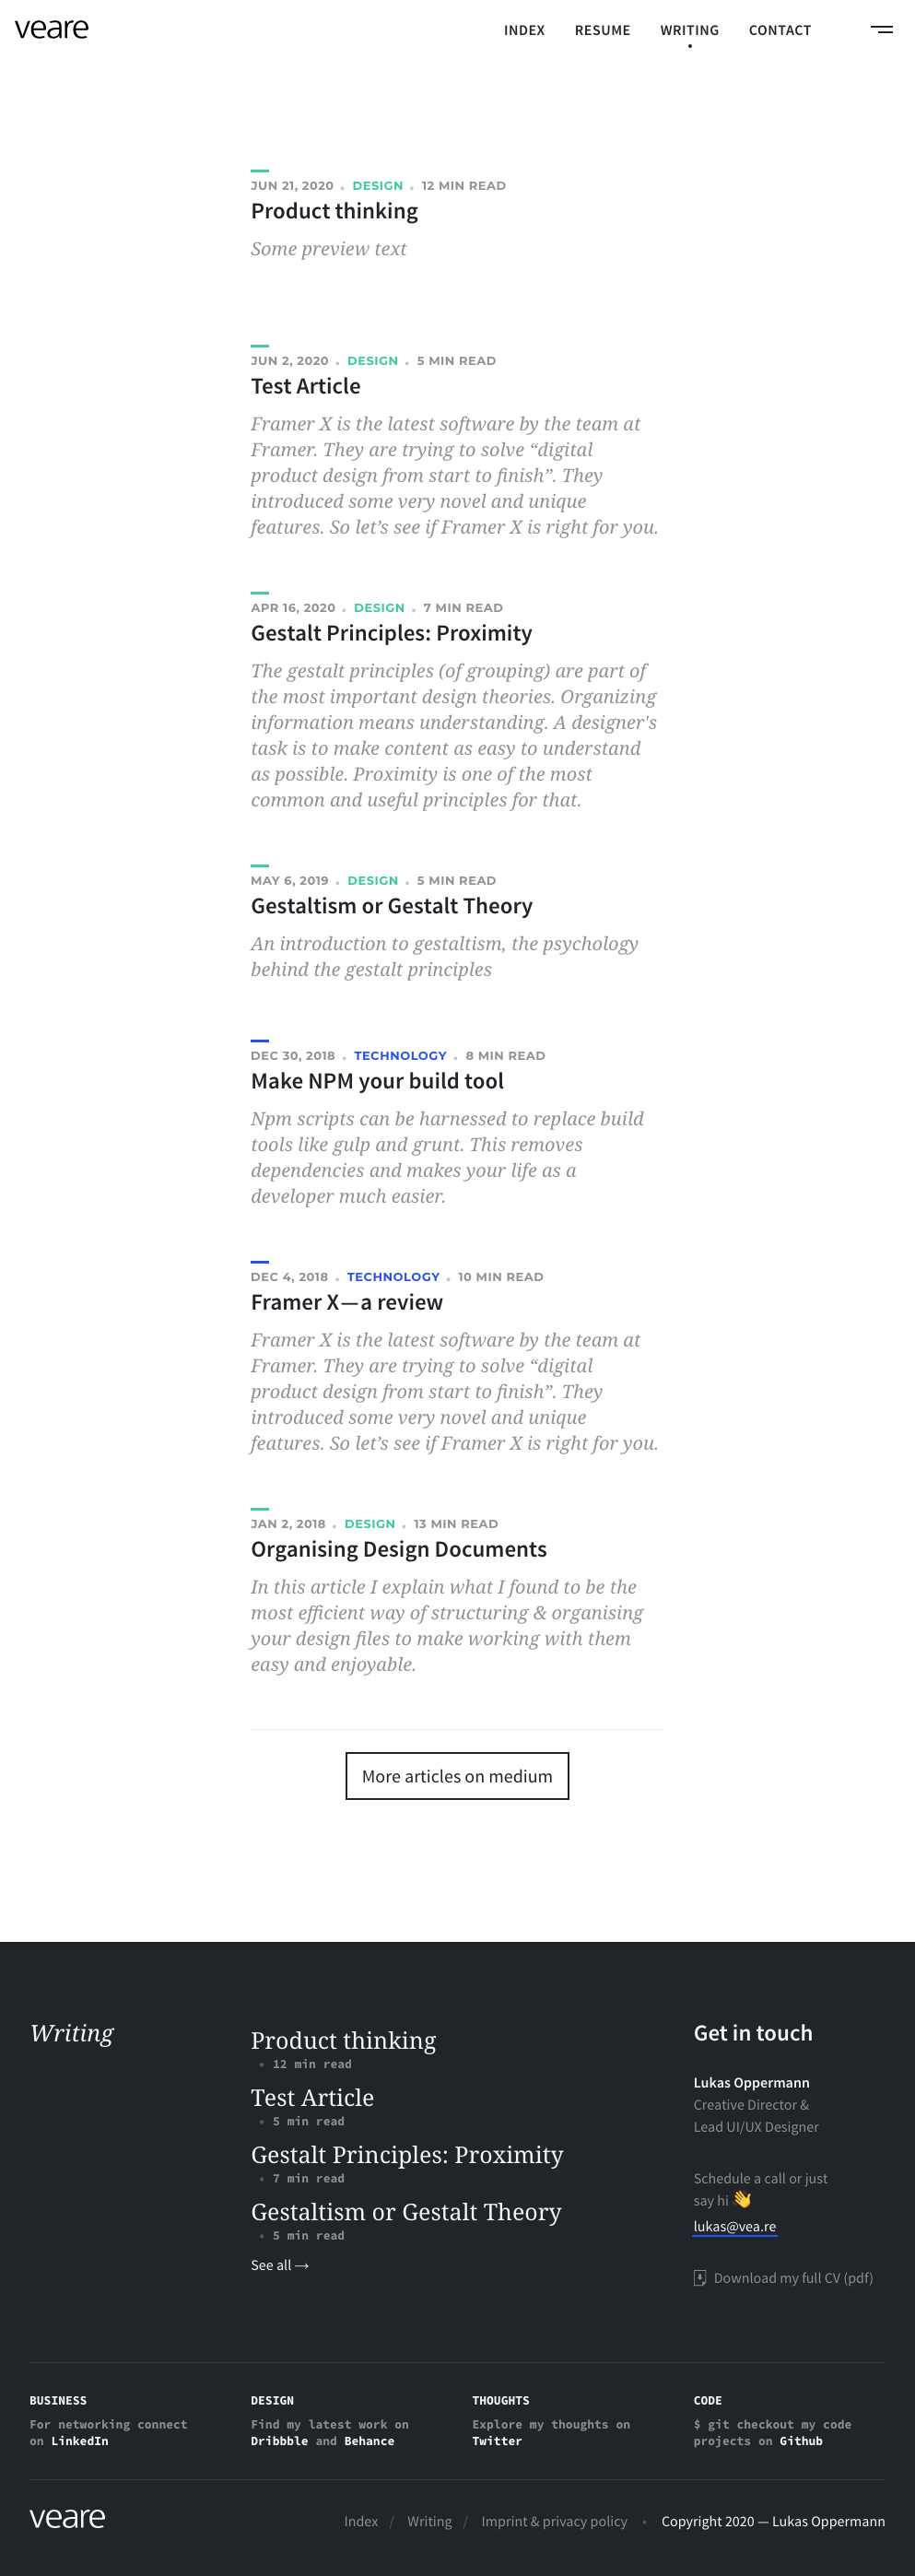 veare
INDEX RESUME WRITING CONTACT
JUN 21, 2020 • DESIGN • 12 MIN READ
Product thinking
Some preview text
JUN 2, 2020 • DESIGN • 5 MIN READ
Test Article
Framer X is the latest software by the team at
Framer. They are trying to solve “digital
product design from start to finish”. They
introduced some very novel and unique
features. So let’s see if Framer X is right for you.
APR 16, 2020 • DESIGN • 7 MIN READ
Gestalt Principles: Proximity
The gestalt principles (of grouping) are part of
the most important design theories. Organizing
information means understanding. A designer's
task is to make content as easy to understand
as possible. Proximity is one of the most
common and useful principles for that.
MAY 6, 2019 • DESIGN • 5 MIN READ
Gestaltism or Gestalt Theory
An introduction to gestaltism, the psychology
behind the gestalt principles
DEC 30, 2018 • TECHNOLOGY • 8 MIN READ
Make NPM your build tool
Npm scripts can be harnessed to replace build
tools like gulp and grunt. This removes
dependencies and makes your life as a
developer much easier.
DEC 4, 2018 • TECHNOLOGY • 10 MIN READ
Framer X—a review
Framer X is the latest software by the team at
Framer. They are trying to solve “digital
product design from start to finish”. They
introduced some very novel and unique
features. So let’s see if Framer X is right for you.
JAN 2, 2018 • DESIGN • 13 MIN READ
Organising Design Documents
In this article I explain what I found to be the
most efficient way of structuring & organising
your design files to make working with them
easy and enjoyable.
More articles on medium
Writing
Product thinking
• 12 min read
Test Article
• 5 min read
Gestalt Principles: Proximity
• 7 min read
Gestaltism or Gestalt Theory
• 5 min read
See all →
Get in touch
Lukas Oppermann
Creative Director &
Lead UI/UX Designer
Schedule a call or just
say hi 👋
lukas@vea.re
Download my full CV (pdf)
BUSINESS
For networking connect
on LinkedIn
DESIGN
Find my latest work on
Dribbble and Behance
THOUGHTS
Explore my thoughts on
Twitter
CODE
$ git checkout my code
projects on Github
veare
Index / Writing / Imprint & privacy policy • Copyright 2020 — Lukas Oppermann